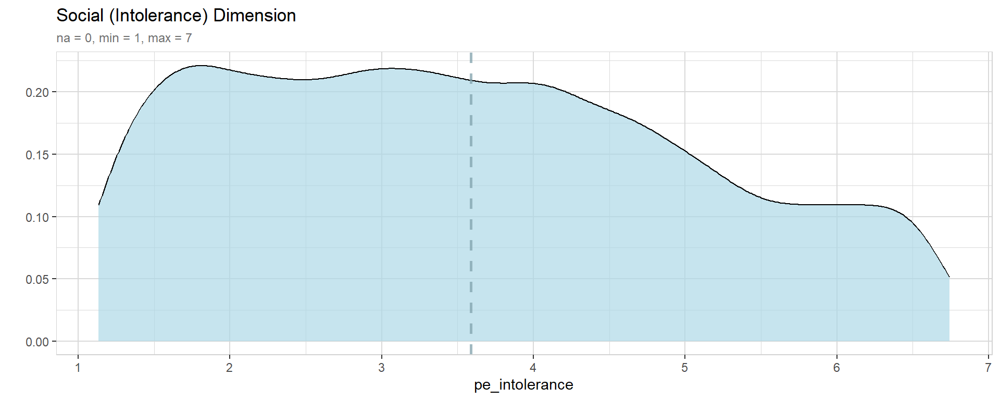 Social (Intolerance) Dimension
na = 0, min = 1, max = 7
0.20
0.15
0.10
0.05
0.00
1 2 3 4 5 6 7
pe_intolerance